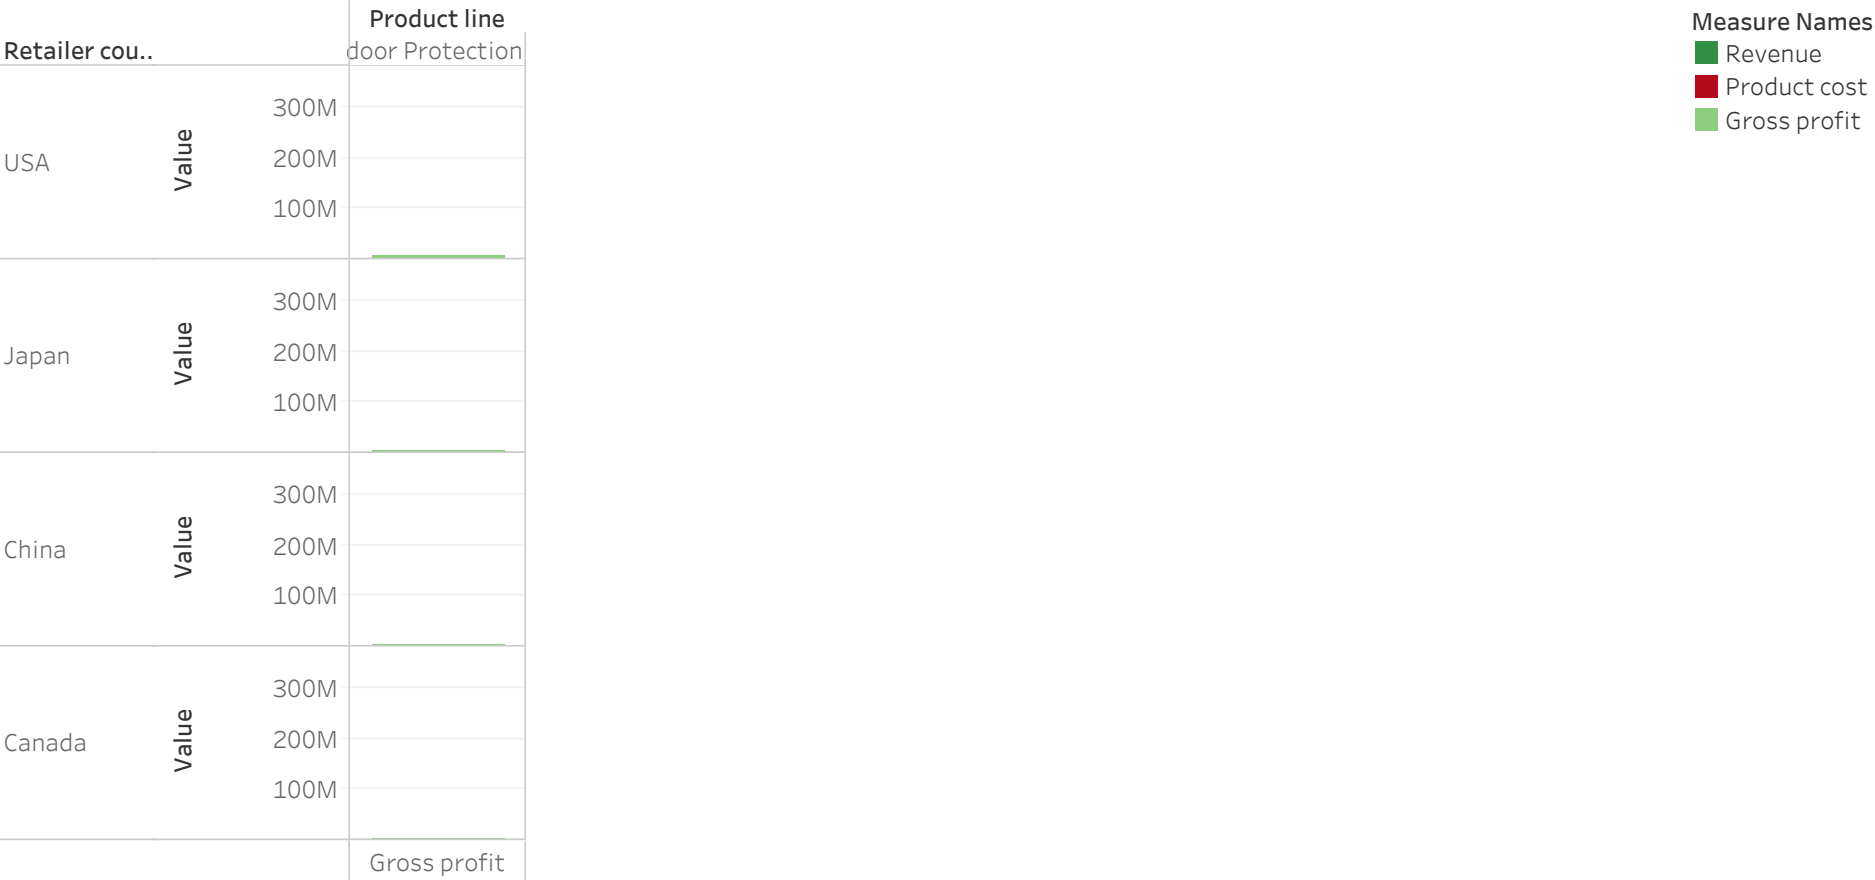 Product line
Retailer cou..
door Protection
Measure Names
Revenue
Product cost
Gross profit
USA
Value
300M
200M
100M
Japan
Value
300M
200M
100M
China
Value
300M
200M
100M
Canada
Value
300M
200M
100M
Gross profit